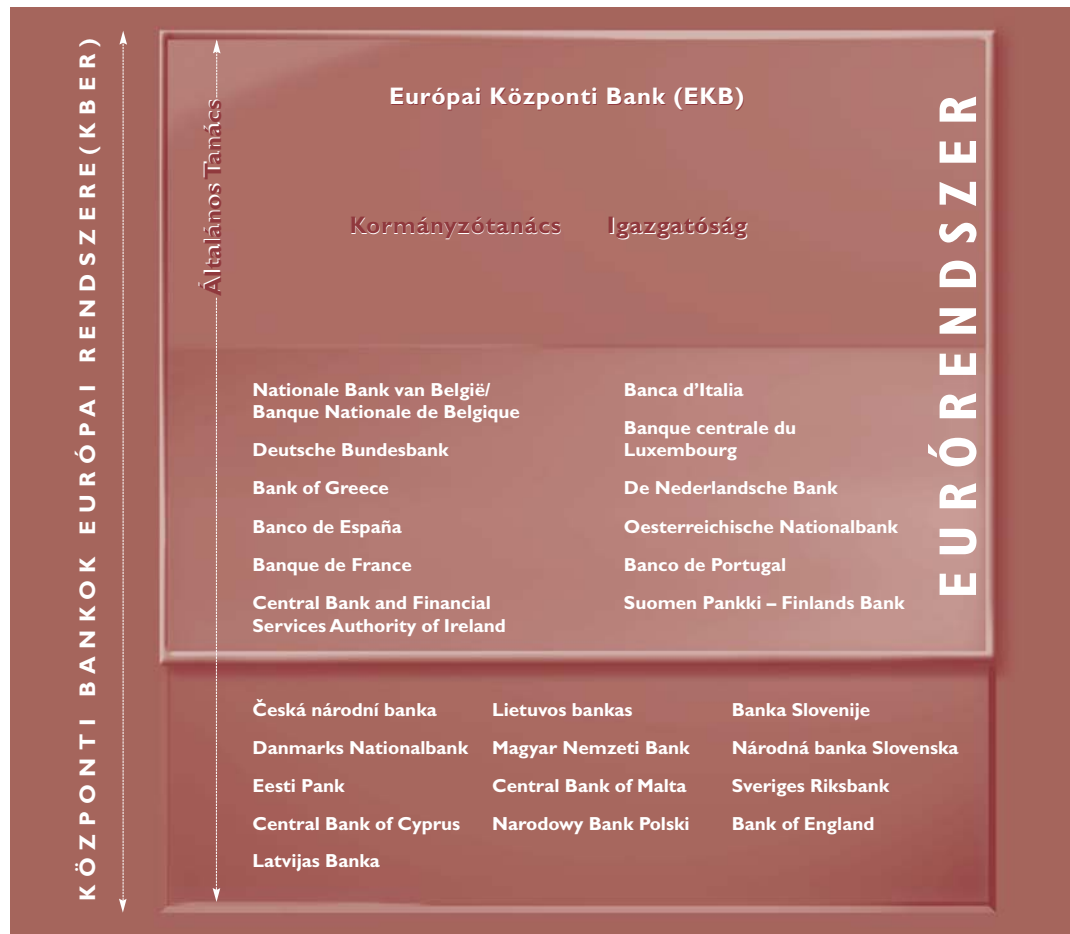 KÖZPONTI BANKOK EURÓPAI RENDSZERE(KBER)
Általános Tanács
Európai Központi Bank (EKB)
Kormányzótanács
Igazgatóság
EURÓRENDSZER
Nationale Bank van België/
Banque Nationale de Belgique
Deutsche Bundesbank
Bank of Greece
Banco de España
Banque de France
Central Bank and Financial
Services Authority of Ireland
Banca d'Italia
Banque centrale du
Luxembourg
De Nederlandsche Bank
Oesterreichische Nationalbank
Banco de Portugal
Suomen Pankki – Finlands Bank
Česká národní banka
Danmarks Nationalbank
Eesti Pank
Central Bank of Cyprus
Latvijas Banka
Lietuvos bankas
Magyar Nemzeti Bank
Central Bank of Malta
Narodowy Bank Polski
Banka Slovenije
Národná banka Slovenska
Sveriges Riksbank
Bank of England